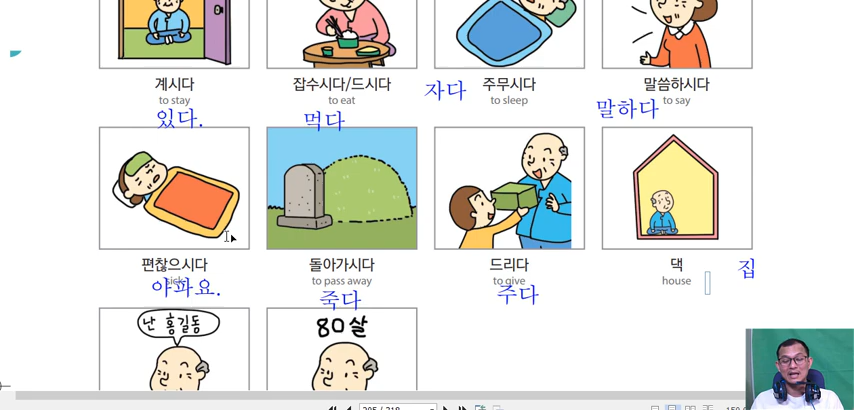 계시다 잡수시다/드시다 주무시다 말씀하시다
to stay to eat to sleep to say
있다. 먹다 자다 말하다
편찮으시다 돌아가시다 드리다 댁
to pass away to give house
야파요. 죽다 주다 집
난 홍길동 80살
205 / 218